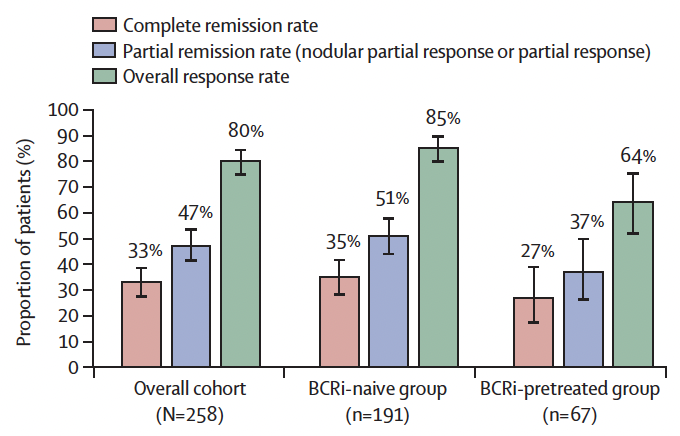 Complete remission rate
Partial remission rate (nodular partial response or partial response)
Overall response rate
Proportion of patients (%)
100
90
80
70
60
50
40
30
20
10
0
33%
47%
80%
35%
51%
85%
27%
37%
64%
Overall cohort
(N=258)
BCRi-naive group
(n=191)
BCRi-pretreated group
(n=67)